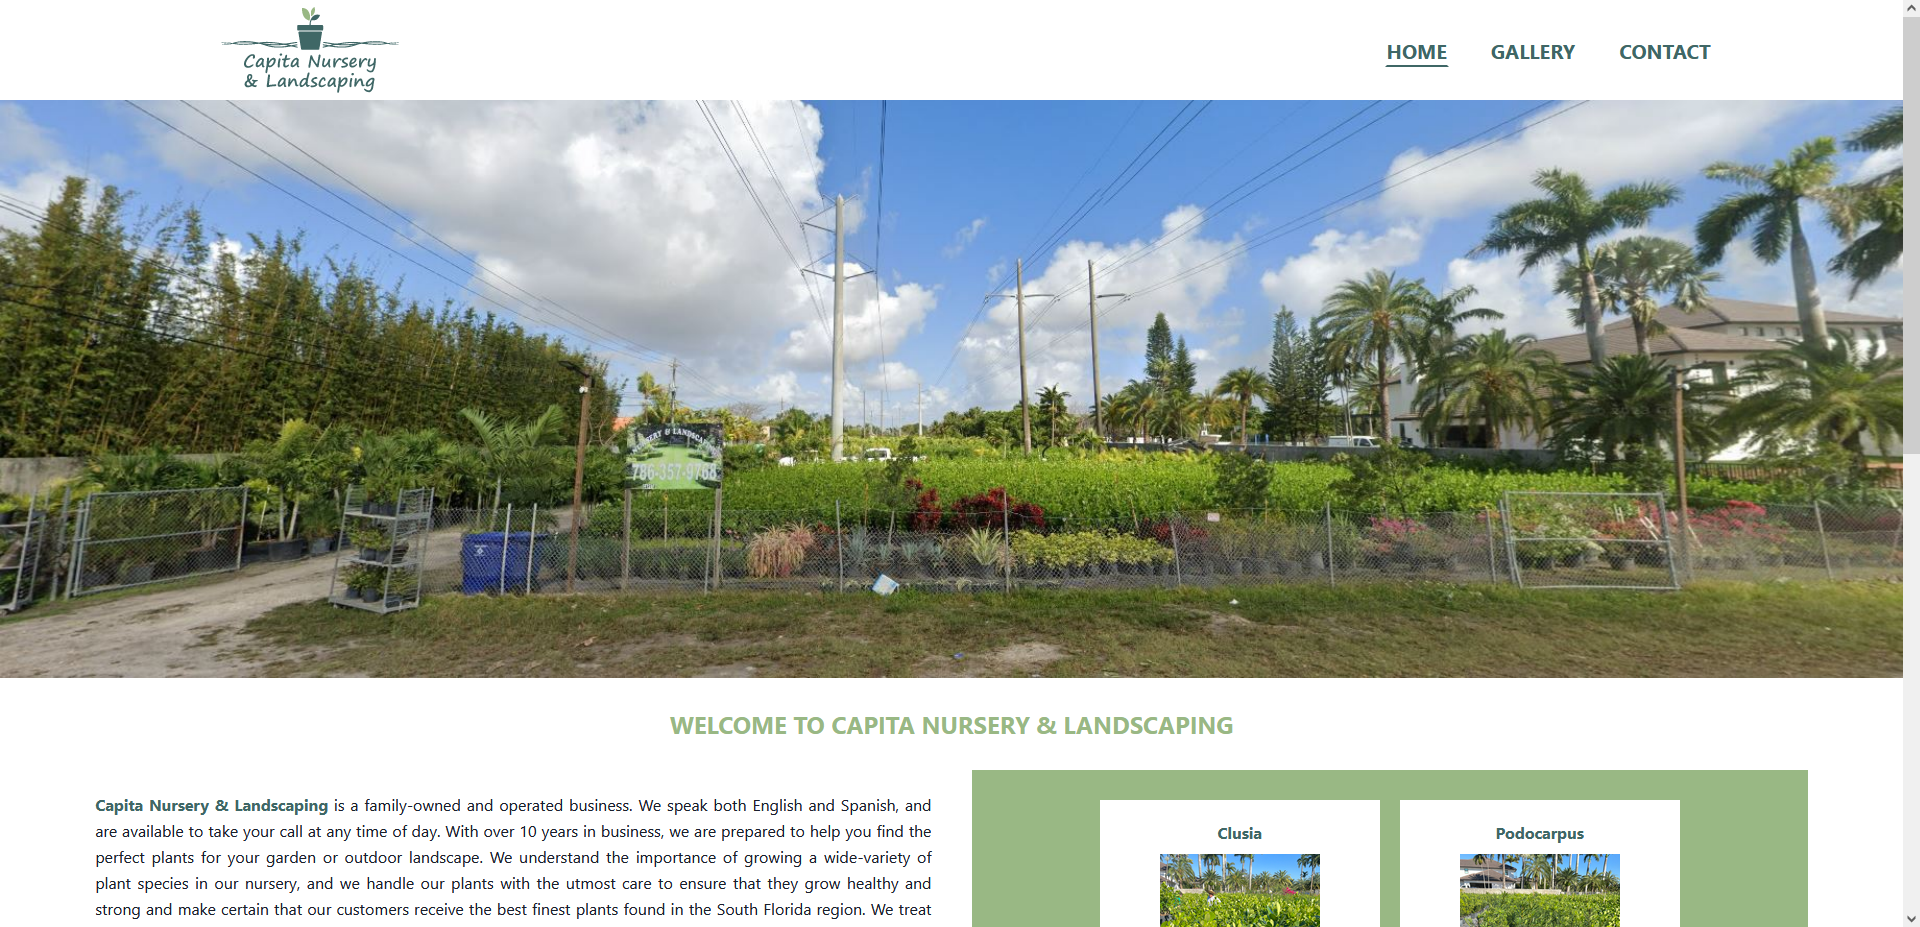 Capita Nursery
& Landscaping
HOME GALLERY CONTACT
& LANDSCAP
786-357-9768
WELCOME TO CAPITA NURSERY & LANDSCAPING
Capita Nursery & Landscaping is a family-owned and operated business. We speak both English and Spanish, and
are available to take your call at any time of day. With over 10 years in business, we are prepared to help you find the
perfect plants for your garden or outdoor landscape. We understand the importance of growing a wide-variety of
plant species in our nursery, and we handle our plants with the utmost care to ensure that they grow healthy and
strong and make certain that our customers receive the best finest plants found in the South Florida region. We treat
Clusia
Podocarpus